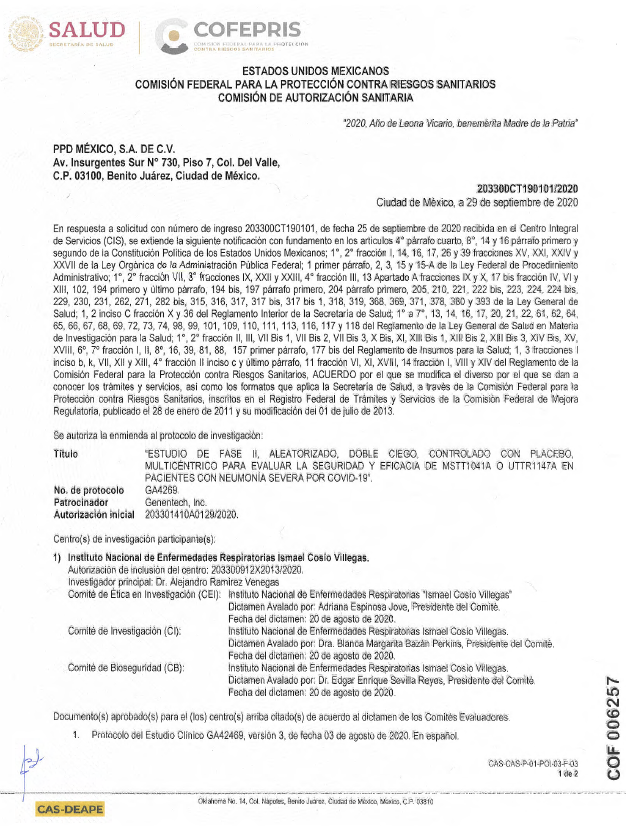 SALUD
SECRETARÍA DE SALUD
COFEPRIS
COMISIÓN FEDERAL PARA LA PROTECCIÓN
CONTRA RIESGOS SANITARIOS
ESTADOS UNIDOS MEXICANOS
COMISIÓN FEDERAL PARA LA PROTECCIÓN CONTRA RIESGOS SANITARIOS
COMISIÓN DE AUTORIZACIÓN SANITARIA
"2020, Año de Leona Vicario, benemérita Madre de la Patria"
PPD MÉXICO, S.A. DE C.V.
Av. Insurgentes Sur N° 730, Piso 7, Col. Del Valle,
C.P. 03100, Benito Juárez, Ciudad de México.
203300CT190101/2020
Ciudad de México, a 29 de septiembre de 2020
En respuesta a solicitud con número de ingreso 203300CT190101, de fecha 25 de septiembre de 2020 recibida en el Centro Integral
de Servicios (CIS), se extiende la siguiente notificación con fundamento en los artículos 4° párrafo cuarto, 8°, 14 y 16 párrafo primero y
segundo de la Constitución Política de los Estados Unidos Mexicanos; 1°, 2° fracción I, 14, 16, 17, 26 y 39 fracciones XV, XXI, XXIV y
XXVII de la Ley Orgánica de la Administración Pública Federal; 1 primer párrafo, 2, 3, 15 y 15-A de la Ley Federal de Procedimiento
Administrativo; 1°, 2° fracción VII, 3° fracciones IX, XXII y XXIII, 4° fracción III, 13 Apartado A fracciones IX y X, 17 bis fracción IV, VI y
XIII, 102, 194 primero y último párrafo, 194 bis, 197 párrafo primero, 204 párrafo primero, 205, 210, 221, 222 bis, 223, 224, 224 bis,
229, 230, 231, 262, 271, 282 bis, 315, 316, 317, 317 bis, 317 bis 1, 318, 319, 368, 369, 371, 378, 380 y 393 de la Ley General de
Salud; 1, 2 inciso C fracción X y 36 del Reglamento Interior de la Secretaría de Salud; 1° a 7°, 13, 14, 16, 17, 20, 21, 22, 61, 62, 64,
65, 66, 67, 68, 69, 72, 73, 74, 98, 99, 101, 109, 110, 111, 113, 116, 117 y 118 del Reglamento de la Ley General de Salud en Materia
de Investigación para la Salud; 1°, 2° fracción II, III, VII Bis 1, VII Bis 2, VII Bis 3, X Bis, XI, XIII Bis 1, XIII Bis 2, XIII Bis 3, XIV Bis, XV,
XVIII, 6°, 7° fracción I, II, 8°, 16, 39, 81, 88, 157 primer párrafo, 177 bis del Reglamento de Insumos para la Salud; 1, 3 fracciones I
inciso b, k, VII, XII y XIII, 4° fracción II inciso c y último párrafo, 11 fracción VI, XI, XVIII, 14 fracción I, VIII y XIV del Reglamento de la
Comisión Federal para la Protección contra Riesgos Sanitarios, ACUERDO por el que se modifica el diverso por el que se dan a
conocer los trámites y servicios, así como los formatos que aplica la Secretaría de Salud, a través de la Comisión Federal para la
Protección contra Riesgos Sanitarios, inscritos en el Registro Federal de Trámites y Servicios de la Comisión Federal de Mejora
Regulatoria, publicado el 28 de enero de 2011 y su modificación del 01 de julio de 2013.
Se autoriza la enmienda al protocolo de investigación:
Título "ESTUDIO DE FASE II, ALEATORIZADO, DOBLE CIEGO, CONTROLADO CON PLACEBO,
MULTICÉNTRICO PARA EVALUAR LA SEGURIDAD Y EFICACIA DE MSTT1041A O UTTR1147A EN
PACIENTES CON NEUMONÍA SEVERA POR COVID-19".
No. de protocolo GA4269.
Patrocinador Genentech, Inc.
Autorización inicial 203301410A0129/2020.
Centro(s) de investigación participante(s):
1) Instituto Nacional de Enfermedades Respiratorias Ismael Cosío Villegas.
Autorización de inclusión del centro: 203300912X2013/2020.
Investigador principal: Dr. Alejandro Ramírez Venegas
Comité de Ética en Investigación (CEI): Instituto Nacional de Enfermedades Respiratorias "Ismael Cosío Villegas"
Dictamen Avalado por: Adriana Espinosa Jove, Presidente del Comité.
Fecha del dictamen: 20 de agosto de 2020.
Comité de Investigación (CI): Instituto Nacional de Enfermedades Respiratorias Ismael Cosío Villegas.
Dictamen Avalado por: Dra. Blanca Margarita Bazán Perkins, Presidente del Comité.
Fecha del dictamen: 20 de agosto de 2020.
Comité de Bioseguridad (CB): Instituto Nacional de Enfermedades Respiratorias Ismael Cosío Villegas.
Dictamen Avalado por: Dr. Edgar Enrique Sevilla Reyes, Presidente del Comité.
Fecha del dictamen: 20 de agosto de 2020.
Documento(s) aprobado(s) para el (los) centro(s) arriba citado(s) de acuerdo al dictamen de los Comités Evaluadores.
1. Protocolo del Estudio Clínico GA42469, versión 3, de fecha 03 de agosto de 2020. En español.
COF 006257
CAS-CAS-P-01-POI-03-F-03
1 de 2
Oklahoma No. 14, Col. Nápoles, Benito Juárez, Ciudad de México, México, C.P. 03810
CAS-DEAPE